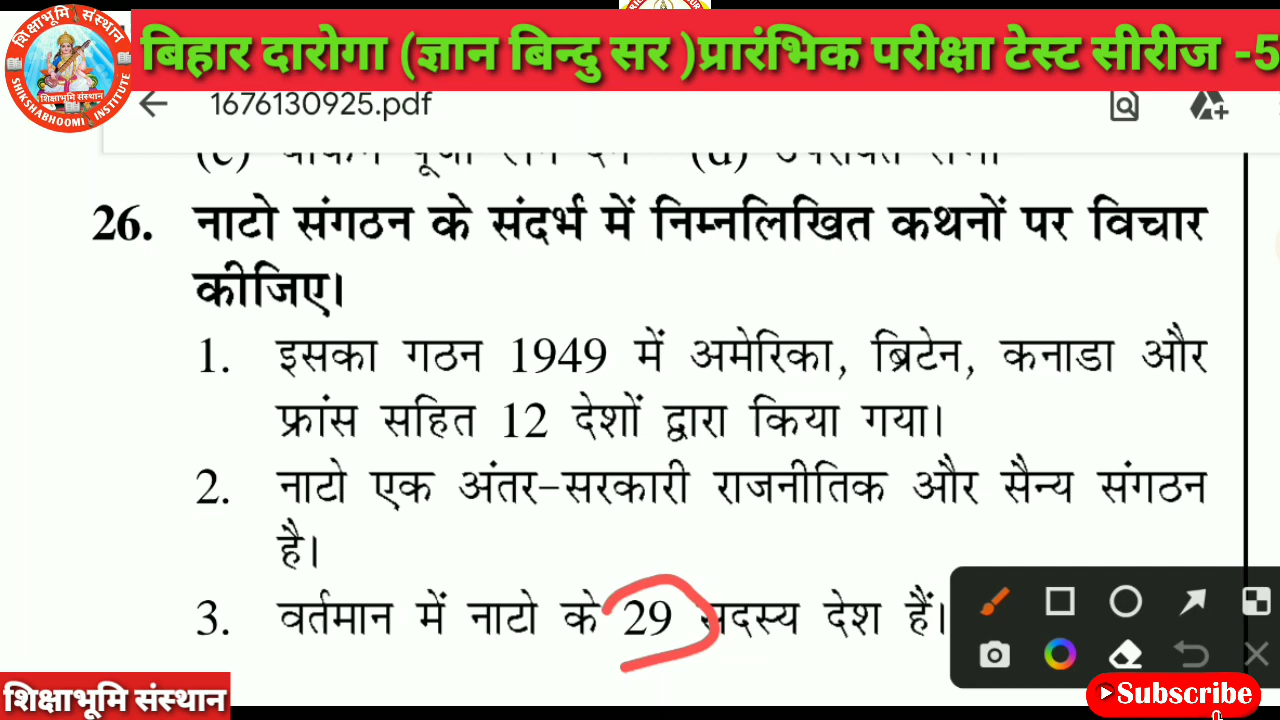 बिहार दारोगा (ज्ञान बिन्दु सर )प्रारंभिक परीक्षा टेस्ट सीरीज -5
शिक्षाभूमि संस्थान
शिक्षाभूमि संस्थान
SHIKSHABHOOMI INSTITUTE
1676130925.pdf
(c) (d)
26. नाटो संगठन के संदर्भ में निम्नलिखित कथनों पर विचार
कीजिए।
1. इसका गठन 1949 में अमेरिका, ब्रिटेन, कनाडा और
फ्रांस सहित 12 देशों द्वारा किया गया।
2. नाटो एक अंतर-सरकारी राजनीतिक और सैन्य संगठन
है।
3. वर्तमान में नाटो के 29 सदस्य देश हैं।
शिक्षाभूमि संस्थान
Subscribe